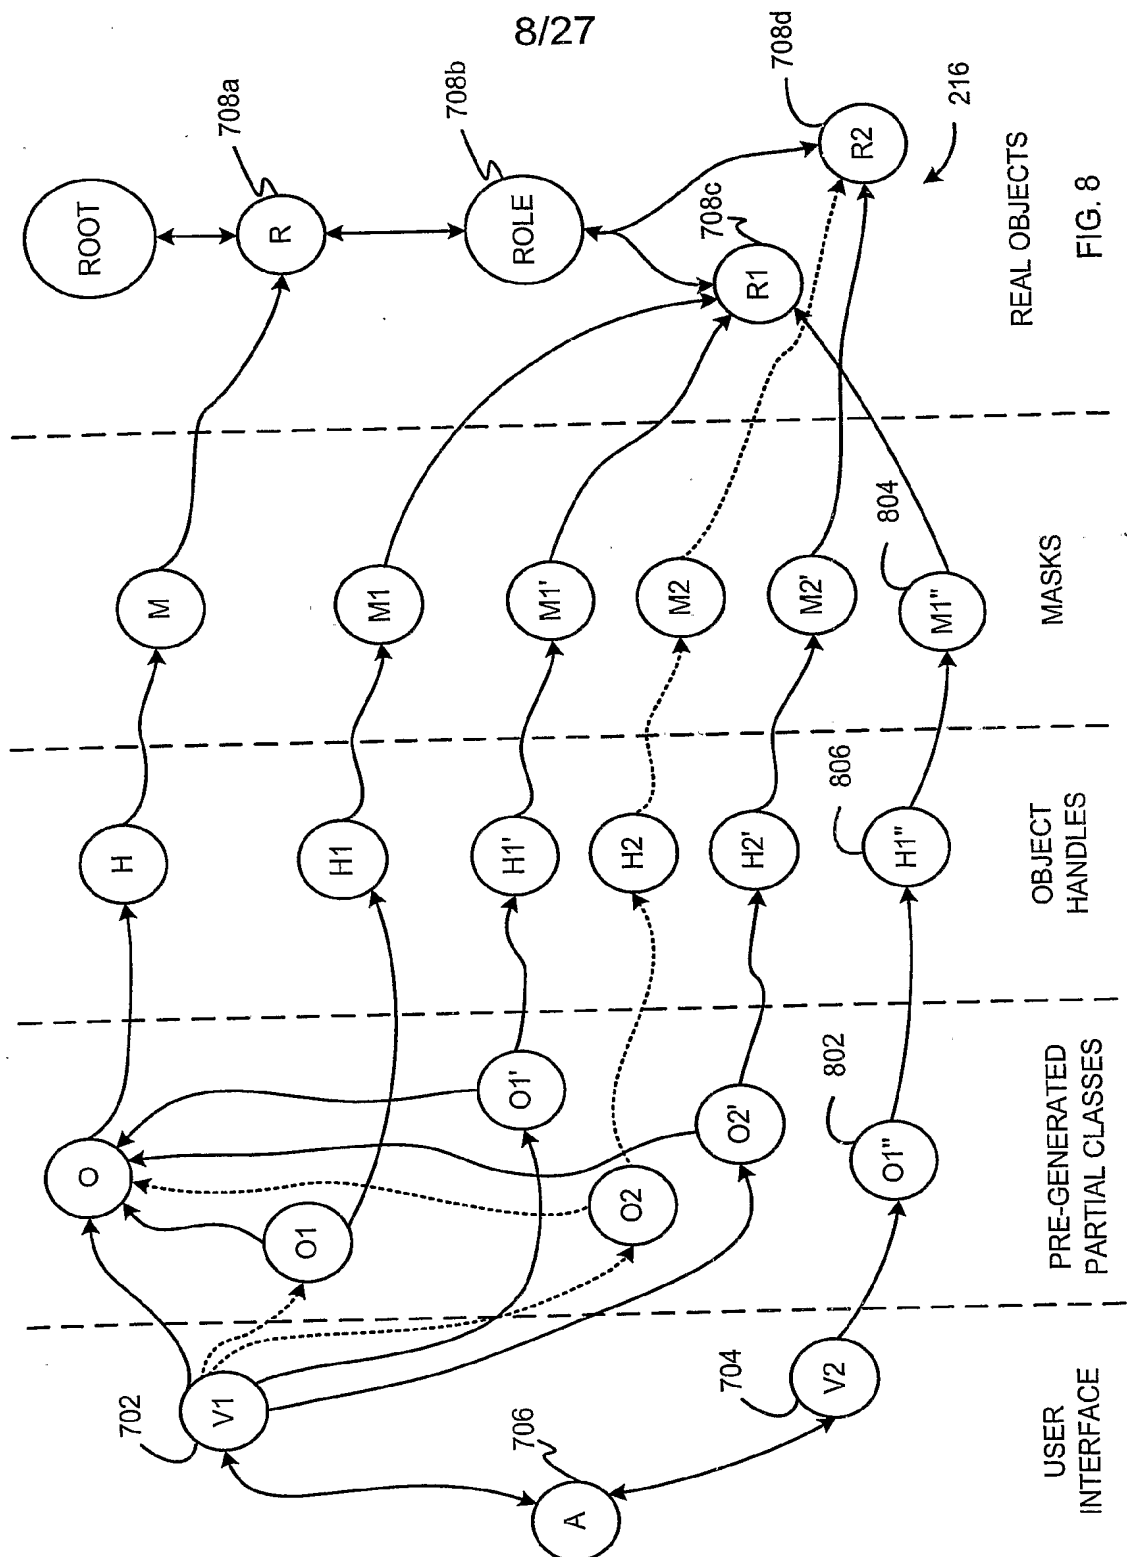 8/27
ROOT
708a
R
708b
ROLE
708c
R1
708d
R2
216
REAL OBJECTS
FIG. 8
M
M1
M1'
M2
M2'
804
M1"
MASKS
H
H1
H1'
H2
H2'
806
H1"
OBJECT
HANDLES
O
O1
O1'
O2
O2'
802
O1"
PRE-GENERATED
PARTIAL CLASSES
702
V1
706
A
704
V2
USER
INTERFACE